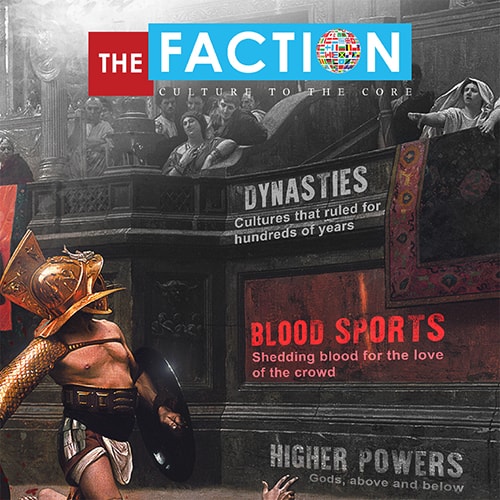 THE FACTION
CULTURE TO THE CORE
DYNASTIES
Cultures that ruled for
hundreds of years
BLOOD SPORTS
Shedding blood for the love
of the crowd
HIGHER POWERS
Gods, above and below